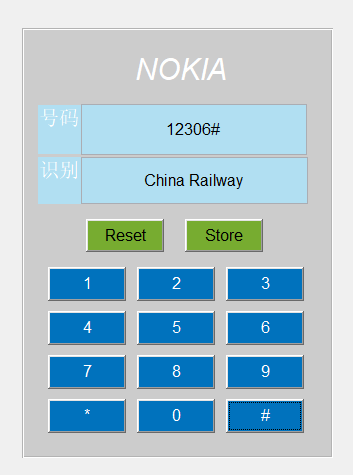 NOKIA
号码 12306#
识别 China Railway
Reset Store
1 2 3
4 5 6
7 8 9
* 0 #